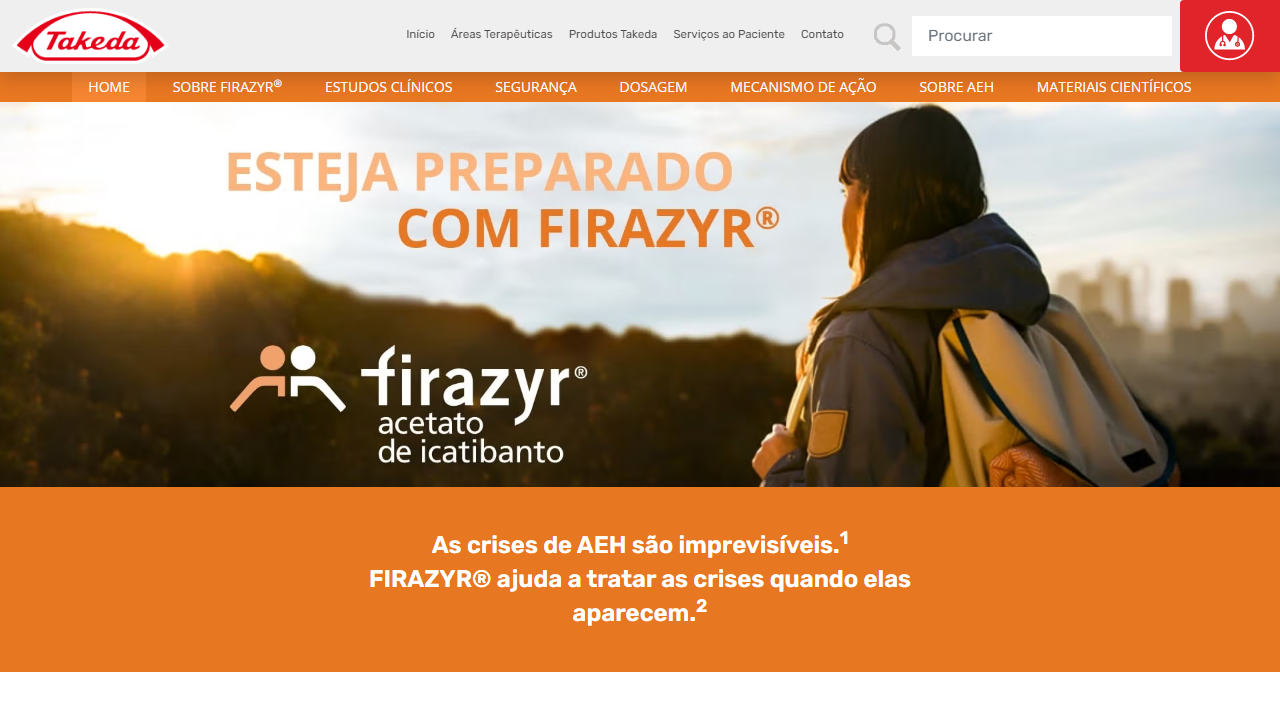 Takeda
Início
Áreas Terapêuticas
Produtos Takeda
Serviços ao Paciente
Contato
Procurar
HOME
SOBRE FIRAZYR®
ESTUDOS CLÍNICOS
SEGURANÇA
DOSAGEM
MECANISMO DE AÇÃO
SOBRE AEH
MATERIAIS CIENTÍFICOS
ESTEJA PREPARADO
COM FIRAZYR®
firazyr®
acetato
de icatibanto
As crises de AEH são imprevisíveis.1
FIRAZYR® ajuda a tratar as crises quando elas
aparecem.2